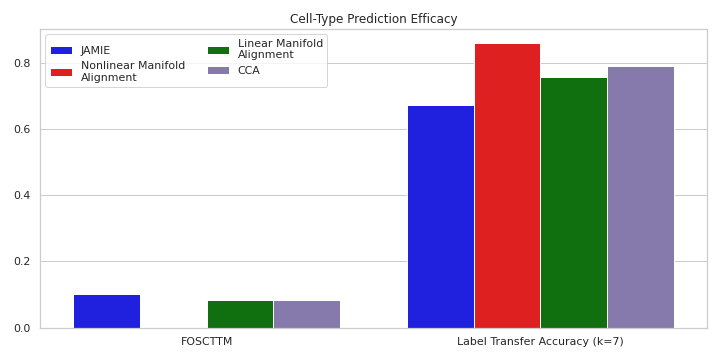 Cell-Type Prediction Efficacy
JAMIE
Nonlinear Manifold
Alignment
Linear Manifold
Alignment
CCA
0.8
0.6
0.4
0.2
0.0
FOSCTTM
Label Transfer Accuracy (k=7)